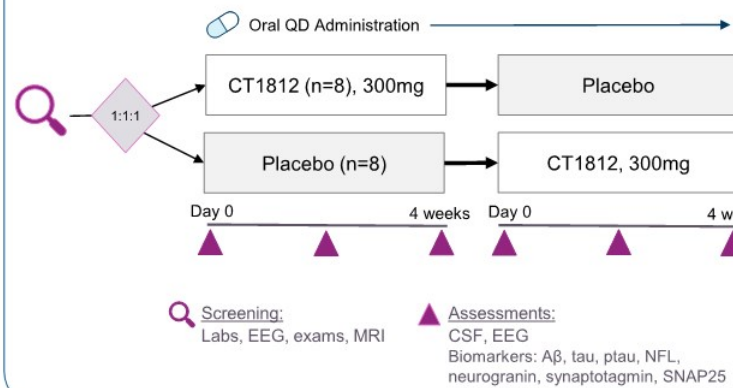 Oral QD Administration
CT1812 (n=8), 300mg
Placebo
1:1:1
Placebo (n=8)
CT1812, 300mg
Day 0
4 weeks
Day 0
4 w
Screening:
Labs, EEG, exams, MRI
Assessments:
CSF, EEG
Biomarkers: Aβ, tau, ptau, NFL,
neurogranin, synaptotagmin, SNAP25